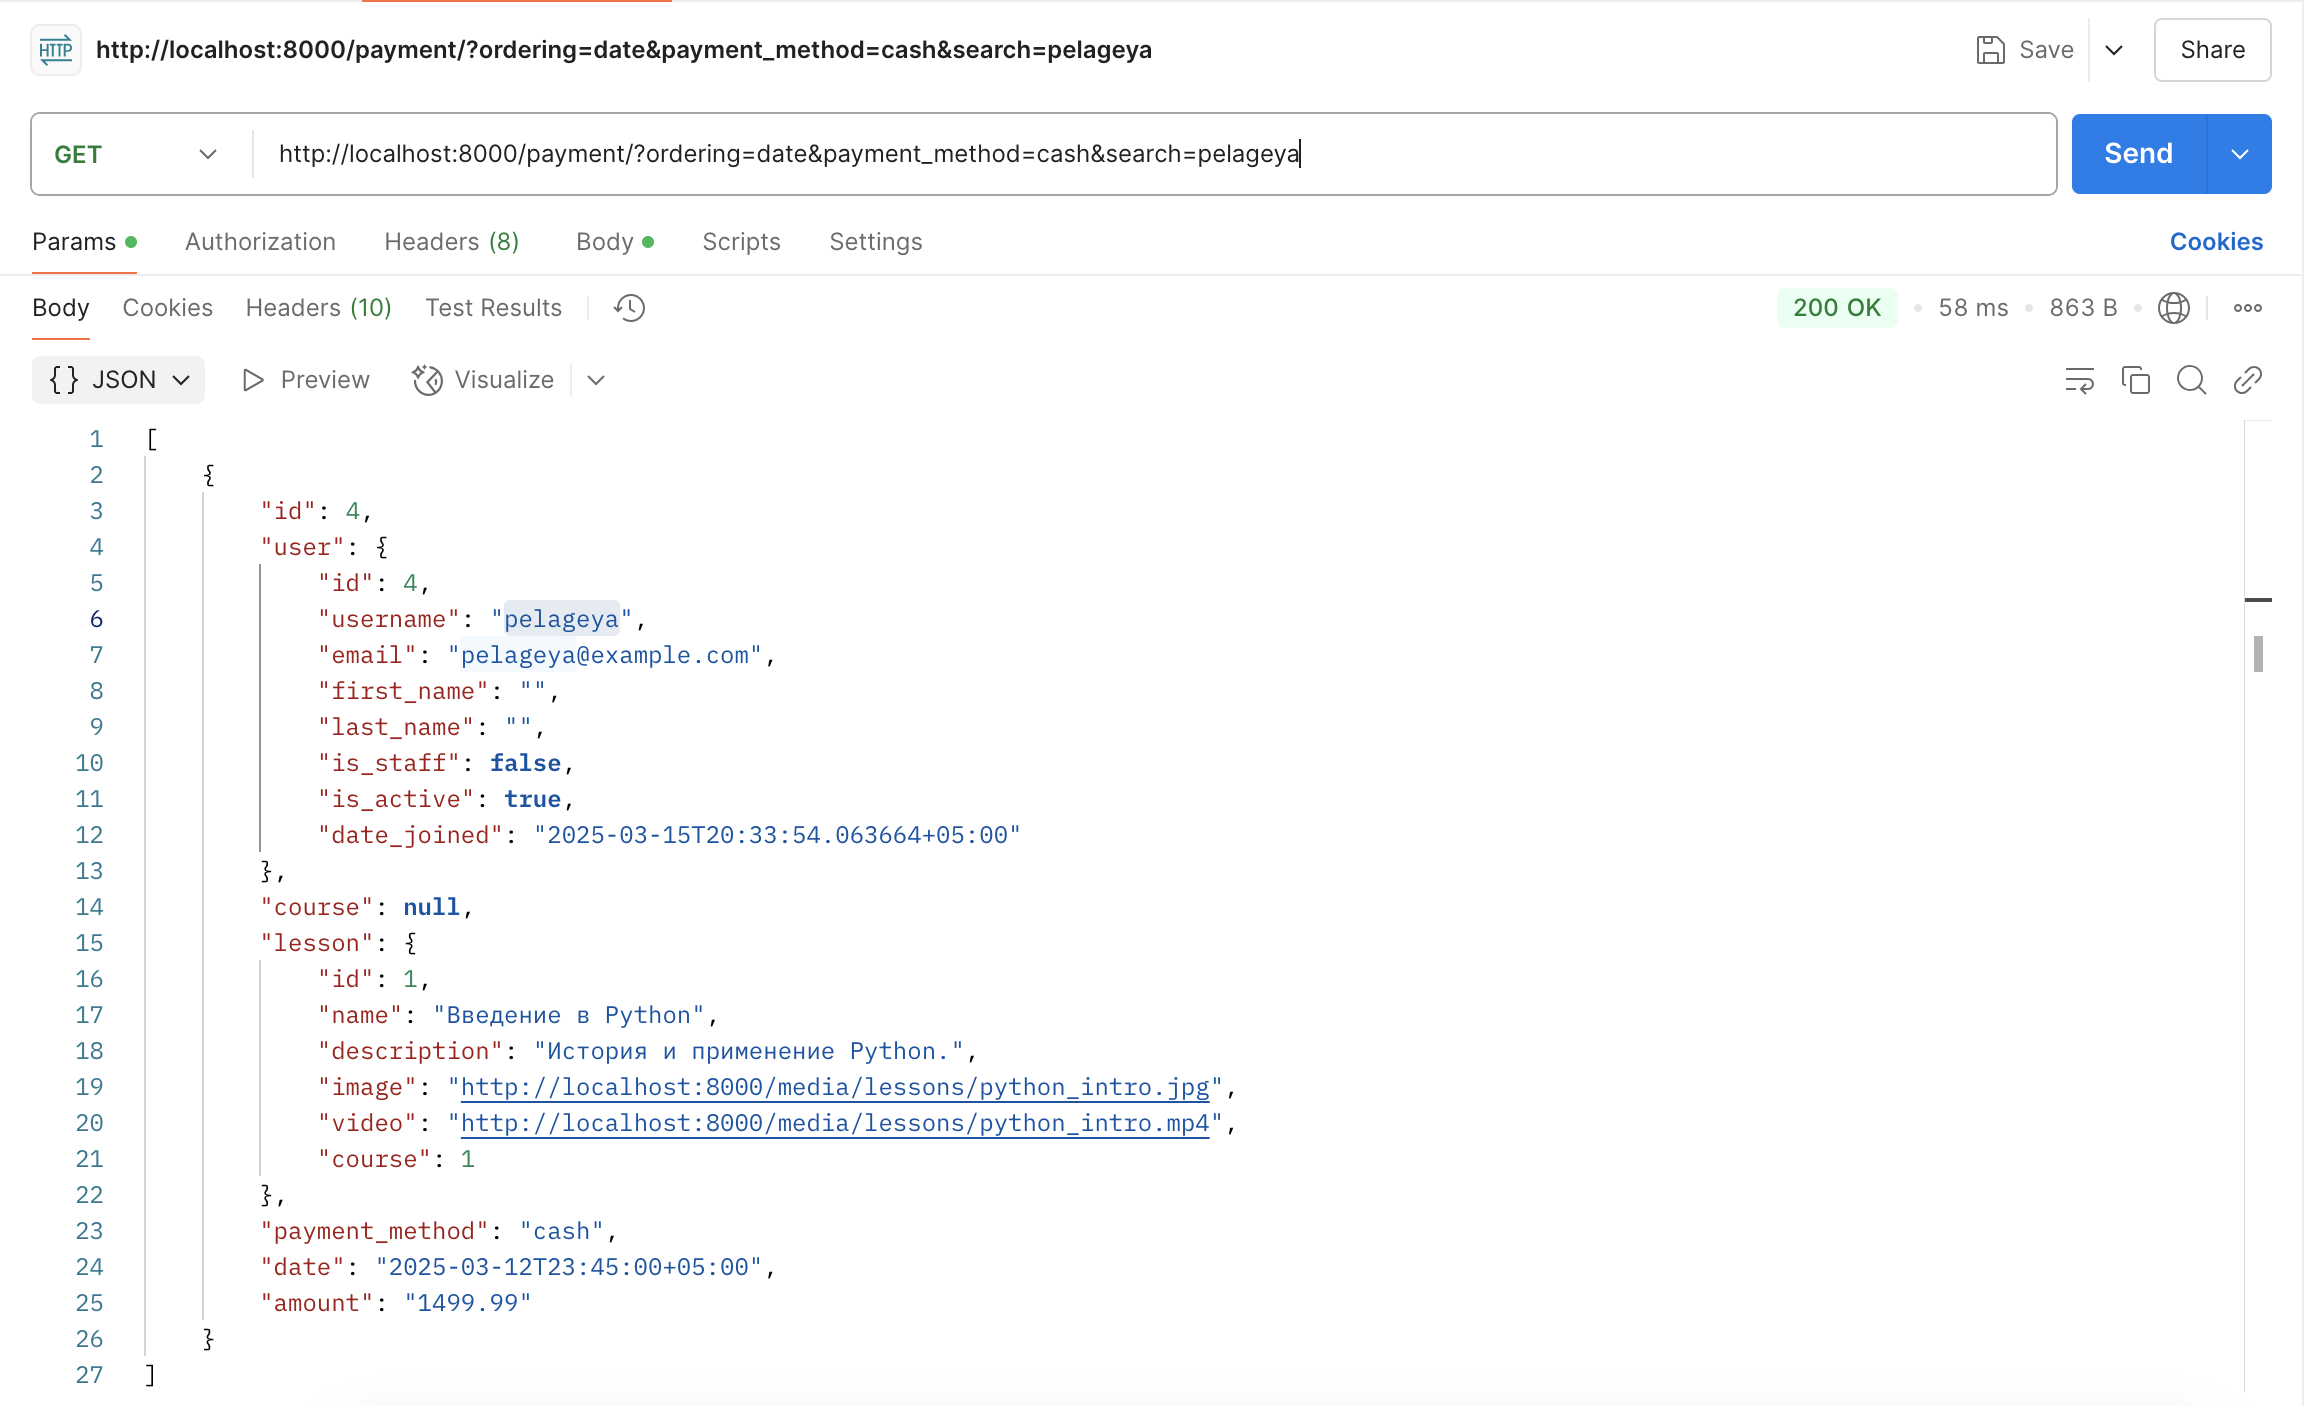 HTTP http://localhost:8000/payment/?ordering=date&payment_method=cash&search=pelageya Save Share
GET http://localhost:8000/payment/?ordering=date&payment_method=cash&search=pelageya Send
Params Authorization Headers (8) Body Scripts Settings Cookies
Body Cookies Headers (10) Test Results 200 OK 58 ms 863 B
{} JSON Preview Visualize
1 [
2 {
3 "id": 4,
4 "user": {
5 "id": 4,
6 "username": "pelageya",
7 "email": "pelageya@example.com",
8 "first_name": "",
9 "last_name": "",
10 "is_staff": false,
11 "is_active": true,
12 "date_joined": "2025-03-15T20:33:54.063664+05:00"
13 },
14 "course": null,
15 "lesson": {
16 "id": 1,
17 "name": "Введение в Python",
18 "description": "История и применение Python.",
19 "image": "http://localhost:8000/media/lessons/python_intro.jpg",
20 "video": "http://localhost:8000/media/lessons/python_intro.mp4",
21 "course": 1
22 },
23 "payment_method": "cash",
24 "date": "2025-03-12T23:45:00+05:00",
25 "amount": "1499.99"
26 }
27 ]